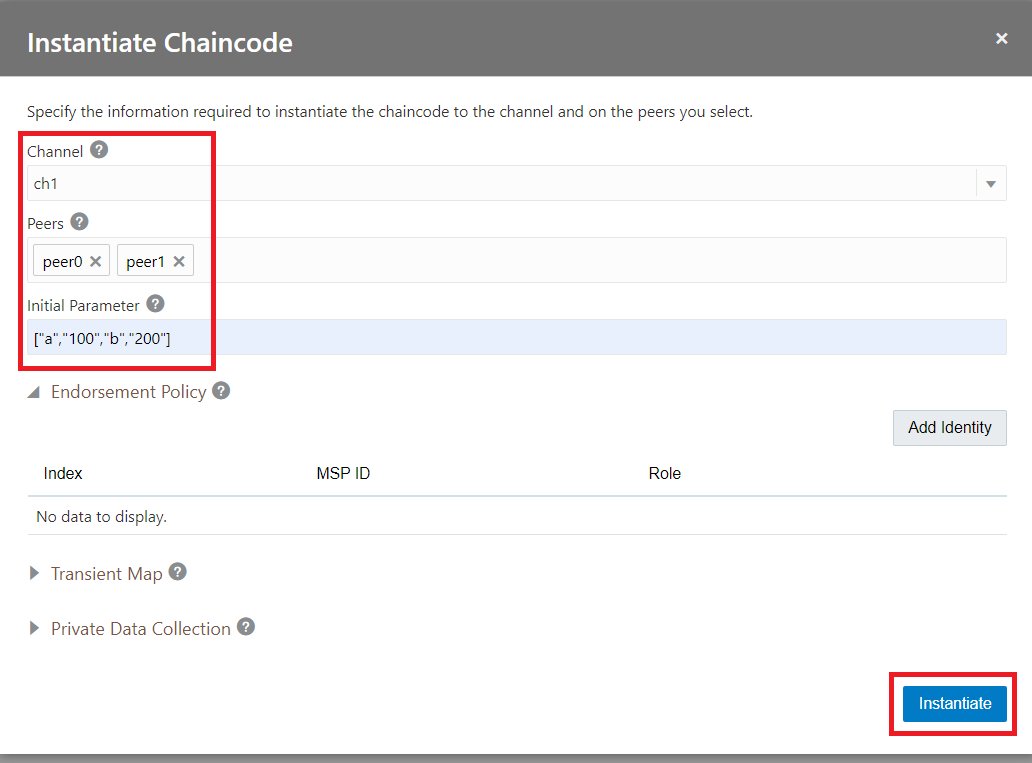 Instantiate Chaincode
Specify the information required to instantiate the chaincode to the channel and on the peers you select.
Channel ?
ch1
Peers ?
peer0 × peer1 ×
Initial Parameter ?
["a","100","b","200"]
Endorsement Policy ?
Add Identity
Index MSP ID Role
No data to display.
Transient Map ?
Private Data Collection ?
Instantiate